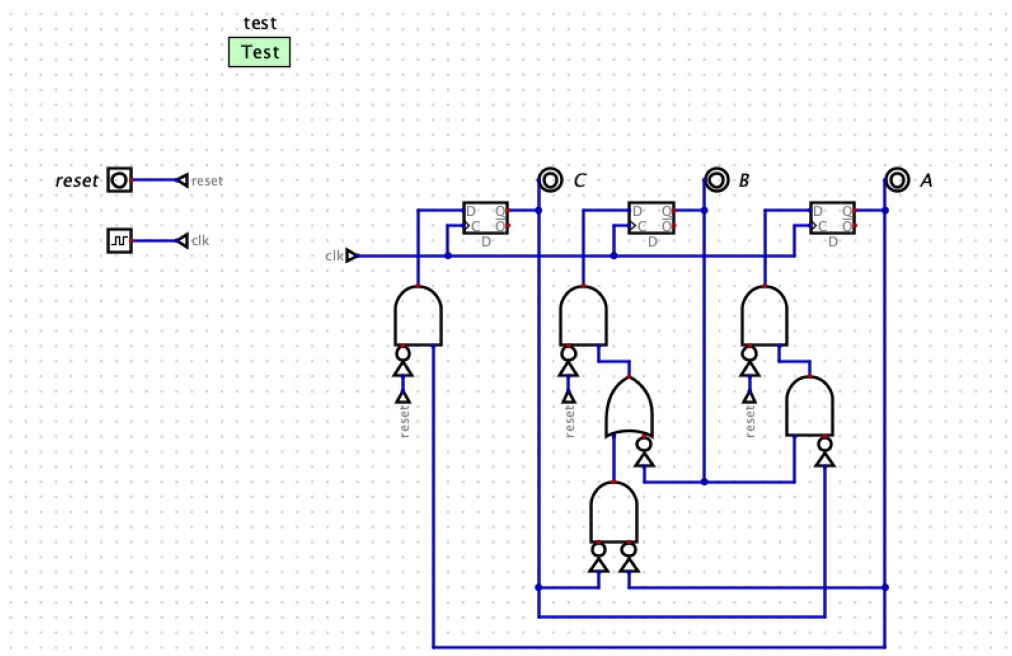 test
Test
reset
reset
C
B
A
D Q
C Q
D
D Q
C Q
D
D Q
C Q
D
clk
clk
reset
reset
reset